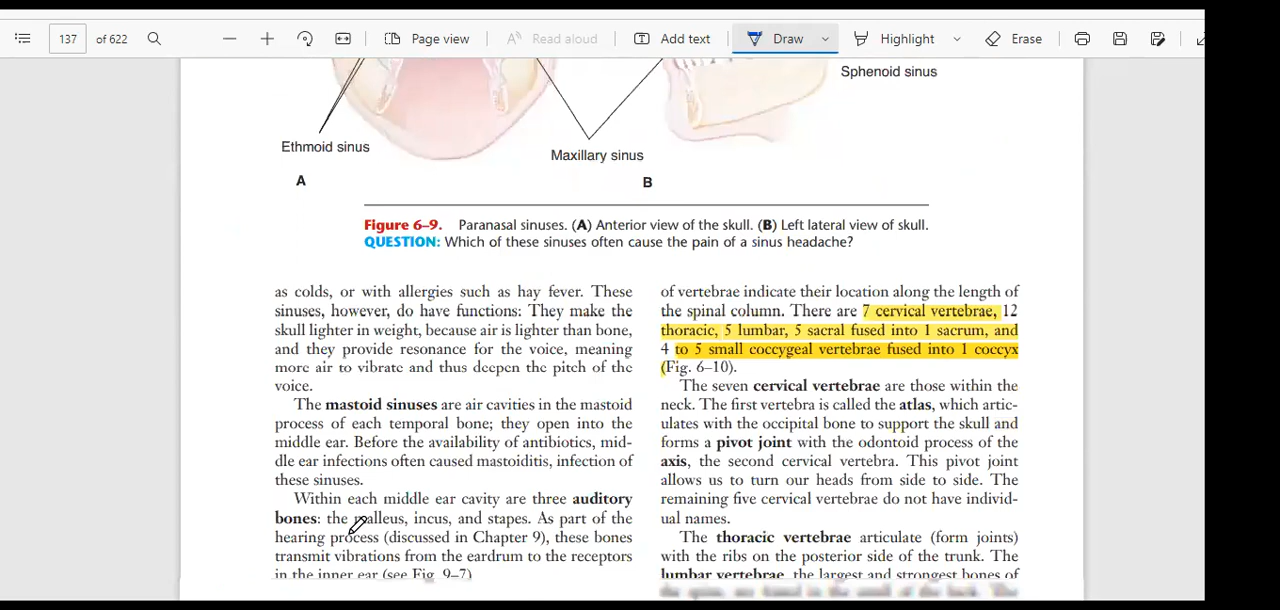 137 of 622
Page view
Read aloud
Add text
Draw
Highlight
Erase
Sphenoid sinus
Ethmoid sinus
Maxillary sinus
A
B
Figure 6–9. Paranasal sinuses. (A) Anterior view of the skull. (B) Left lateral view of skull.
QUESTION: Which of these sinuses often cause the pain of a sinus headache?
as colds, or with allergies such as hay fever. These
sinuses, however, do have functions: They make the
skull lighter in weight, because air is lighter than bone,
and they provide resonance for the voice, meaning
more air to vibrate and thus deepen the pitch of the
voice.
The mastoid sinuses are air cavities in the mastoid
process of each temporal bone; they open into the
middle ear. Before the availability of antibiotics, mid-
dle ear infections often caused mastoiditis, infection of
these sinuses.
Within each middle ear cavity are three auditory
bones: the malleus, incus, and stapes. As part of the
hearing process (discussed in Chapter 9), these bones
transmit vibrations from the eardrum to the receptors
in the inner ear (see Fig. 9–7)
of vertebrae indicate their location along the length of
the spinal column. There are 7 cervical vertebrae, 12
thoracic, 5 lumbar, 5 sacral fused into 1 sacrum, and
4 to 5 small coccygeal vertebrae fused into 1 coccyx
(Fig. 6–10).
The seven cervical vertebrae are those within the
neck. The first vertebra is called the atlas, which artic-
ulates with the occipital bone to support the skull and
forms a pivot joint with the odontoid process of the
axis, the second cervical vertebra. This pivot joint
allows us to turn our heads from side to side. The
remaining five cervical vertebrae do not have individ-
ual names.
The thoracic vertebrae articulate (form joints)
with the ribs on the posterior side of the trunk. The
lumbar vertebrae, the largest and strongest bones of